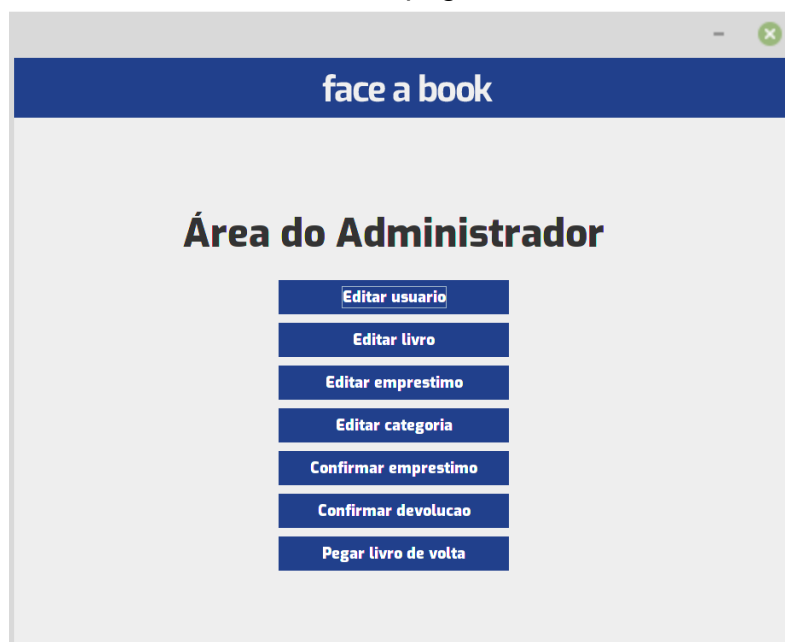 face a book
Área do Administrador
Editar usuario
Editar livro
Editar emprestimo
Editar categoria
Confirmar emprestimo
Confirmar devolucao
Pegar livro de volta